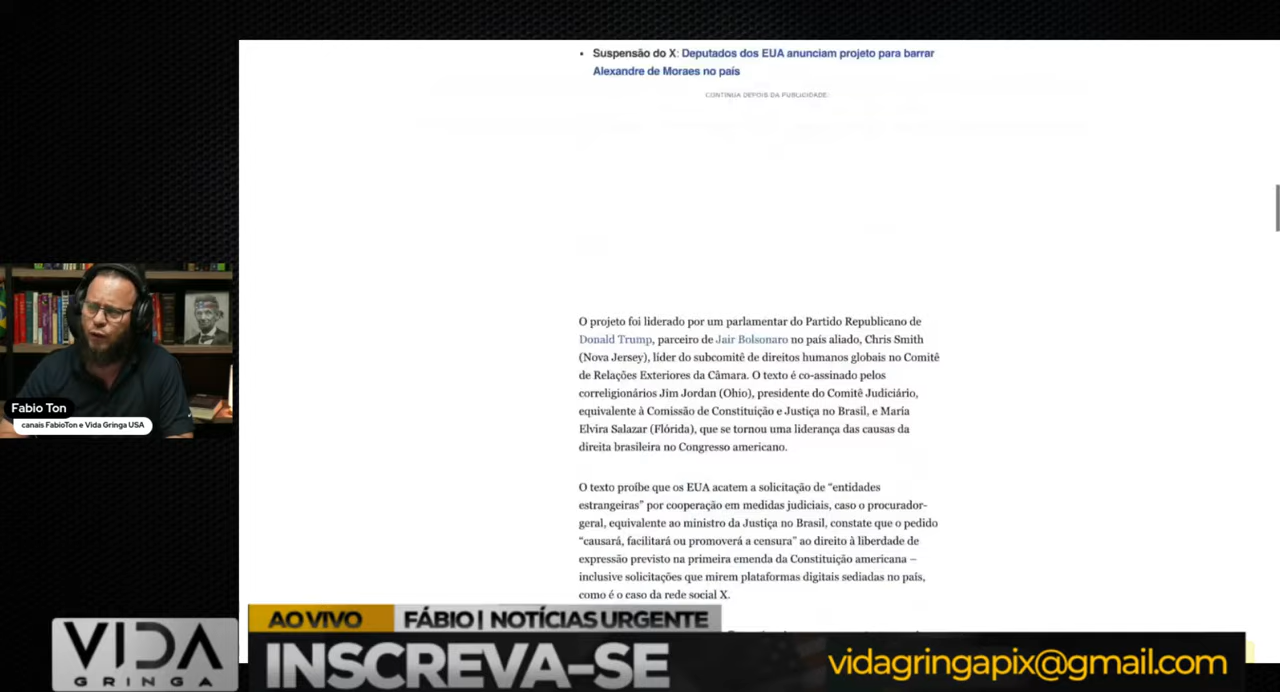 Suspensão do X: Deputados dos EUA anunciam projeto para barrar
Alexandre de Moraes no país
CONTINUA DEPOIS DA PUBLICIDADE
O projeto foi liderado por um parlamentar do Partido Republicano de
Donald Trump, parceiro de Jair Bolsonaro no país aliado, Chris Smith
(Nova Jersey), líder do subcomitê de direitos humanos globais no Comitê
de Relações Exteriores da Câmara. O texto é co-assinado pelos
correligionários Jim Jordan (Ohio), presidente do Comitê Judiciário,
equivalente à Comissão de Constituição e Justiça no Brasil, e María
Elvira Salazar (Flórida), que se tornou uma liderança das causas da
direita brasileira no Congresso americano.
O texto proíbe que os EUA acatem a solicitação de “entidades
estrangeiras” por cooperação em medidas judiciais, caso o procurador-
geral, equivalente ao ministro da Justiça no Brasil, constate que o pedido
“causará, facilitará ou promoverá a censura” ao direito à liberdade de
expressão previsto na primeira emenda da Constituição americana –
inclusive solicitações que mirem plataformas digitais sediadas no país,
como é o caso da rede social X.
Fabio Ton
canais FabioTon e Vida Gringa USA
AO VIVO FÁBIO | NOTÍCIAS URGENTE
VIDA
GRINGA
INSCREVA-SE
vidagringapix@gmail.com